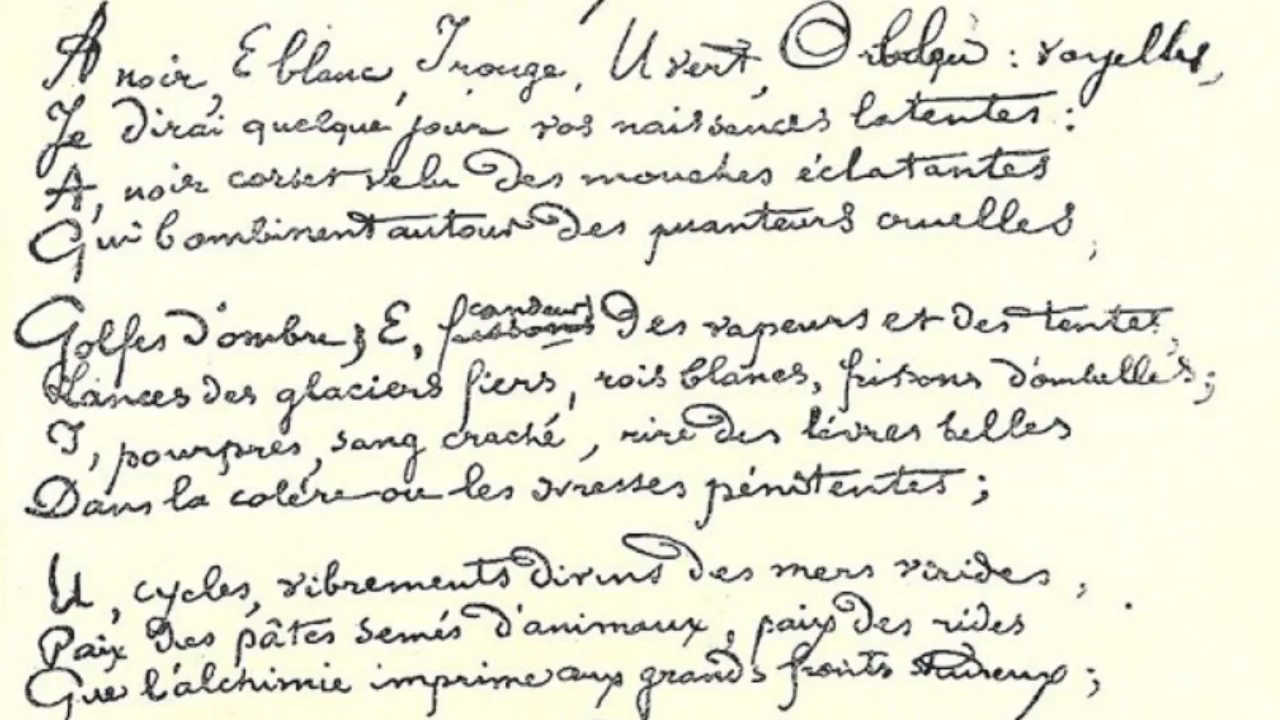 A noir, E blanc, I rouge, U vert, O bleu : voyelles,
Je dirai quelque jour vos naissances latentes :
A, noir corset velu des mouches éclatantes
Qui bombinent autour des puanteurs cruelles,
Golfes d'ombre ; E, candeurs des vapeurs et des tentes,
Lances des glaciers fiers, rois blancs, frissons d'ombelles ;
I, pourpres, sang craché, rire des lèvres belles
Dans la colère ou les ivresses pénitentes ;
U, cycles, vibrements divins des mers virides,
Paix des pâtis semés d'animaux, paix des rides
Que l'alchimie imprime aux grands fronts studieux ;